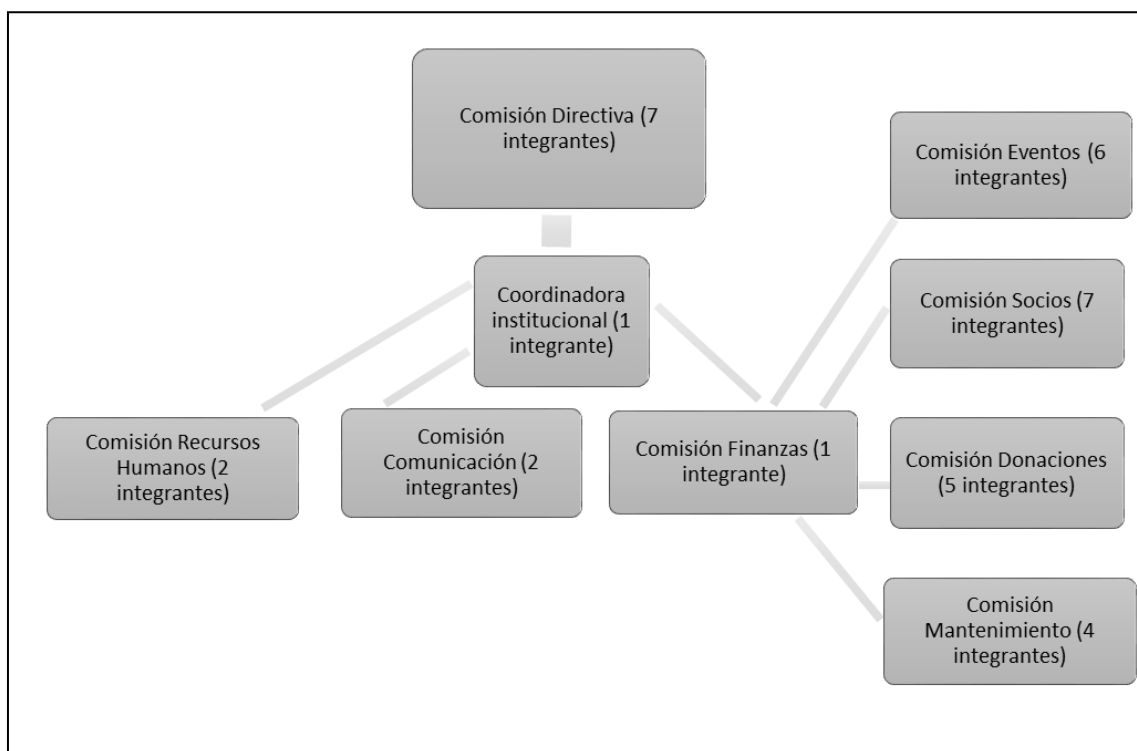 Comisión Directiva (7
integrantes)
Comisión Eventos (6
integrantes)
Coordinadora
institucional (1
integrante)
Comisión Socios (7
integrantes)
Comisión Recursos
Humanos (2
integrantes)
Comisión
Comunicación (2
integrantes)
Comisión Finanzas (1
integrante)
Comisión Donaciones
(5 integrantes)
Comisión
Mantenimiento (4
integrantes)